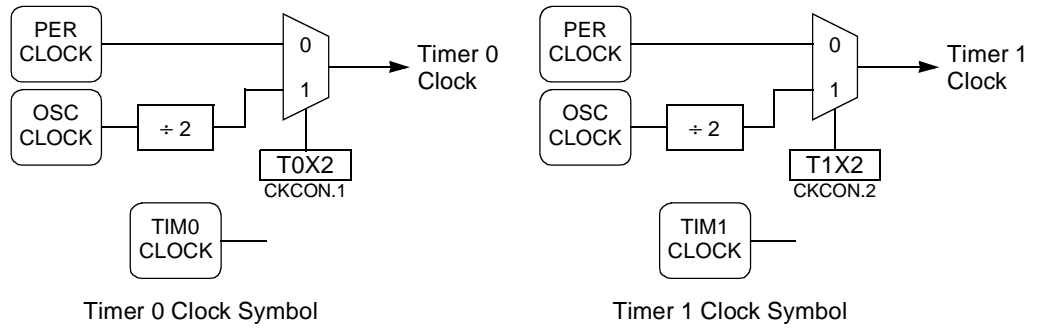 PER
CLOCK
0
Timer 0
Clock
1
OSC
CLOCK
÷ 2
T0X2
CKCON.1
TIM0
CLOCK
Timer 0 Clock Symbol
PER
CLOCK
0
Timer 1
Clock
1
OSC
CLOCK
÷ 2
T1X2
CKCON.2
TIM1
CLOCK
Timer 1 Clock Symbol